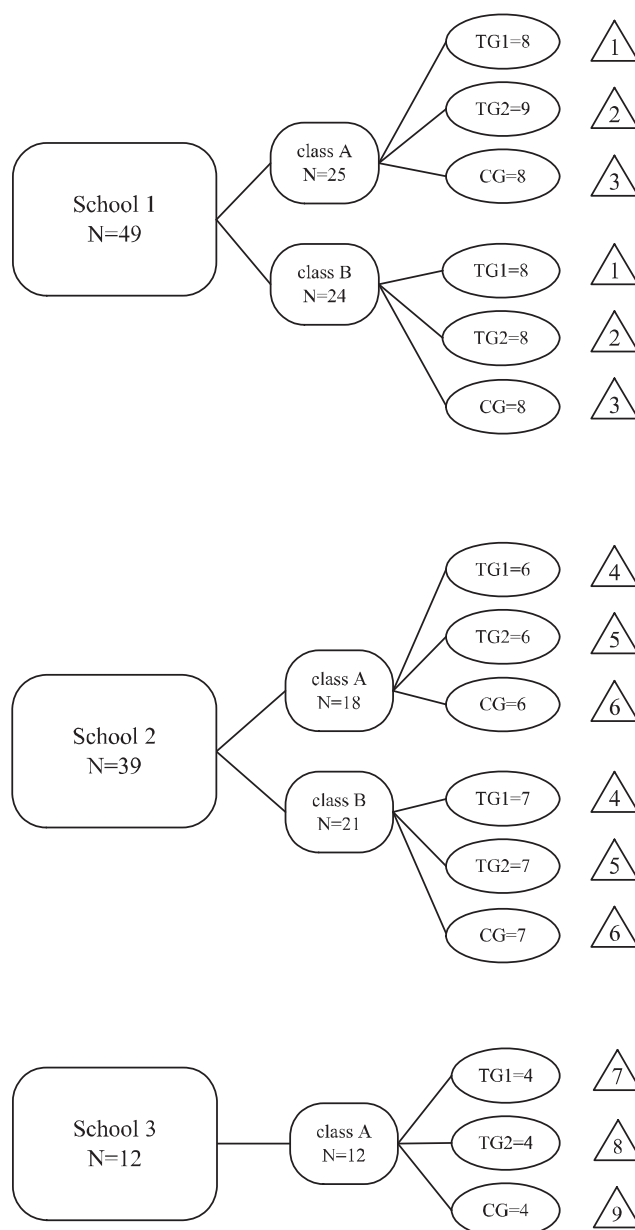 School 1
N=49
class A
N=25
TG1=8
1
TG2=9
2
CG=8
3
class B
N=24
TG1=8
1
TG2=8
2
CG=8
3
School 2
N=39
class A
N=18
TG1=6
4
TG2=6
5
CG=6
6
class B
N=21
TG1=7
4
TG2=7
5
CG=7
6
School 3
N=12
class A
N=12
TG1=4
7
TG2=4
8
CG=4
9